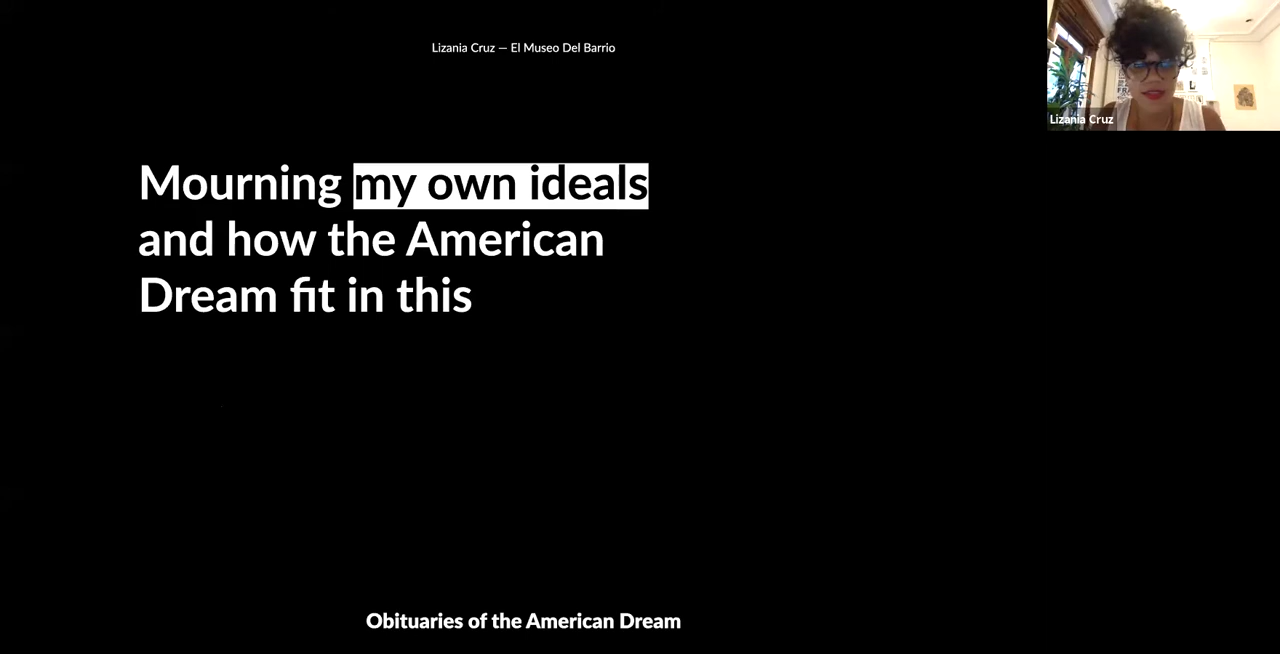 Lizania Cruz — El Museo Del Barrio
Lizania Cruz
Mourning my own ideals
and how the American
Dream fit in this
Obituaries of the American Dream